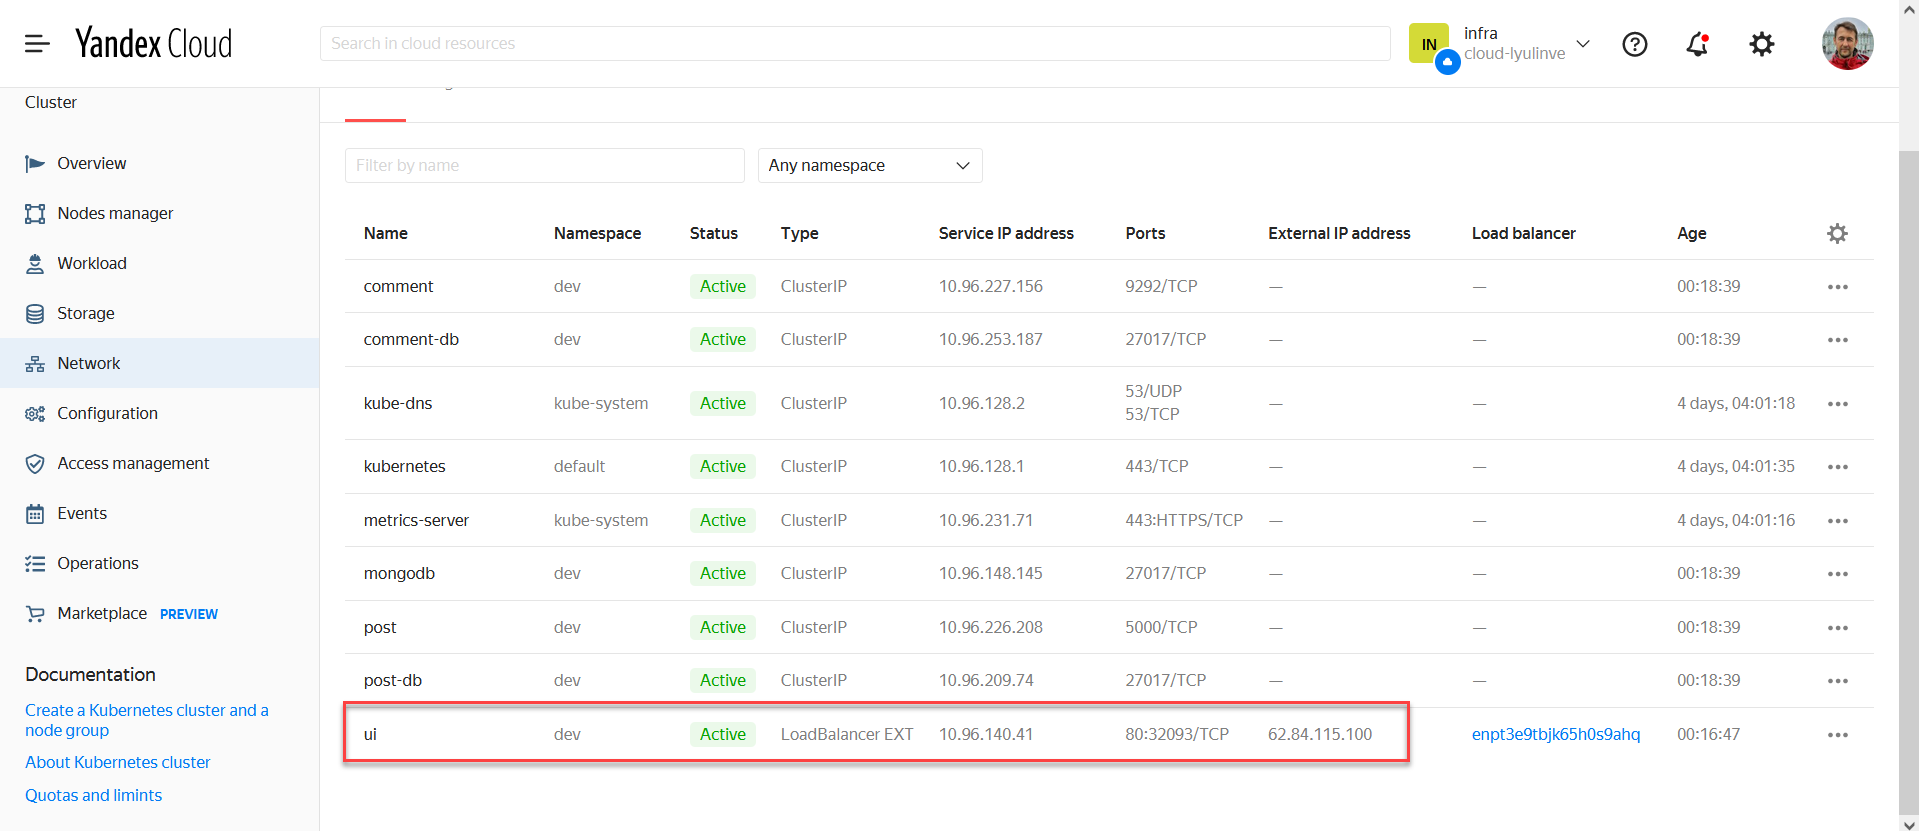 Yandex Cloud
Search in cloud resources
IN
infra
cloud-lyulinve
Cluster
Overview
Nodes manager
Workload
Storage
Network
Configuration
Access management
Events
Operations
Marketplace PREVIEW
Documentation
Create a Kubernetes cluster and a
node group
About Kubernetes cluster
Quotas and limints
Filter by name
Any namespace
Name Namespace Status Type Service IP address Ports External IP address Load balancer Age
comment dev Active ClusterIP 10.96.227.156 9292/TCP — — 00:18:39
comment-db dev Active ClusterIP 10.96.253.187 27017/TCP — — 00:18:39
kube-dns kube-system Active ClusterIP 10.96.128.2 53/UDP — — 4 days, 04:01:18
53/TCP
kubernetes default Active ClusterIP 10.96.128.1 443/TCP — — 4 days, 04:01:35
metrics-server kube-system Active ClusterIP 10.96.231.71 443:HTTPS/TCP — — 4 days, 04:01:16
mongodb dev Active ClusterIP 10.96.148.145 27017/TCP — — 00:18:39
post dev Active ClusterIP 10.96.226.208 5000/TCP — — 00:18:39
post-db dev Active ClusterIP 10.96.209.74 27017/TCP — — 00:18:39
ui dev Active LoadBalancer EXT 10.96.140.41 80:32093/TCP 62.84.115.100 enpt3e9tbjk65h0s9ahq 00:16:47